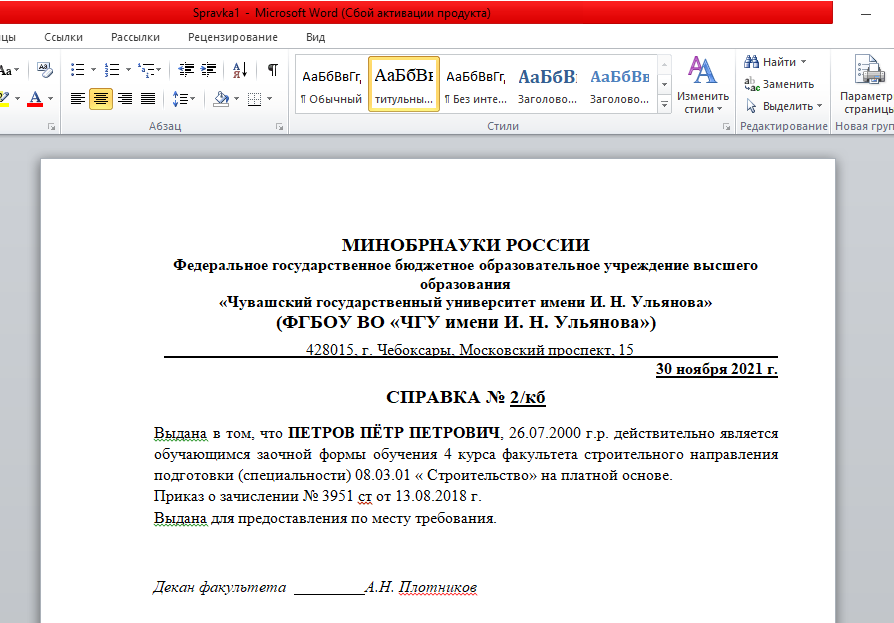 Spravka1 - Microsoft Word (Сбой активации продукта)
Ссылки Рассылки Рецензирование Вид
Aa
АаБбВвГг, АаБбВ АаБбВвГг, АаБбВ АаБбВв
¶ Обычный титульны... ¶ Без инте... Заголово... Заголово...
Изменить стили
Найти
Заменить
Выделить
Параметр
страницы
Абзац Стили Редактирование Новая груп
МИНОБРНАУКИ РОССИИ
Федеральное государственное бюджетное образовательное учреждение высшего
образования
«Чувашский государственный университет имени И. Н. Ульянова»
(ФГБОУ ВО «ЧГУ имени И. Н. Ульянова»)
428015, г. Чебоксары, Московский проспект, 15
30 ноября 2021 г.
СПРАВКА № 2/кб
Выдана в том, что ПЕТРОВ ПЁТР ПЕТРОВИЧ, 26.07.2000 г.р. действительно является
обучающимся заочной формы обучения 4 курса факультета строительного направления
подготовки (специальности) 08.03.01 « Строительство» на платной основе.
Приказ о зачислении № 3951 ст от 13.08.2018 г.
Выдана для предоставления по месту требования.
Декан факультета _________А.Н. Плотников